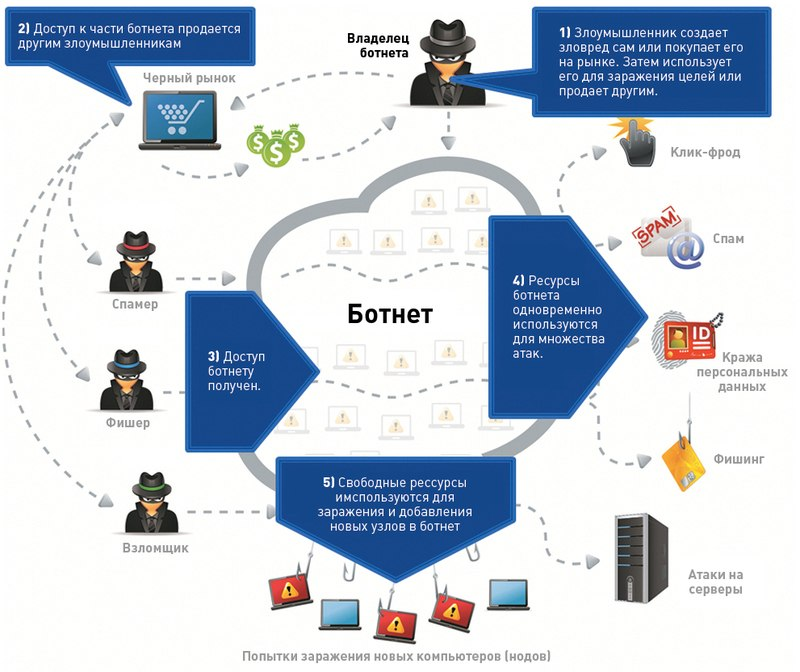 2) Доступ к части ботнета продается
другим злоумышленникам
Владелец
ботнета
1) Злоумышленник создает
зловред сам или покупает его
на рынке. Затем использует
его для заражения целей или
продает другим.
Черный рынок
$ $ $
Клик-фрод
SPAM
@
Спам
Спамер
Ботнет
4) Ресурсы
ботнета
одновременно
используются
для множества
атак.
ID
Кража
персональных
данных
3) Доступ
ботнету
получен.
Фишер
Фишинг
5) Свободные рессурсы
имспользуются для
заражения и добавления
новых узлов в ботнет
Взломщик
Атаки на
серверы
Попытки заражения новых компьютеров (нодов)